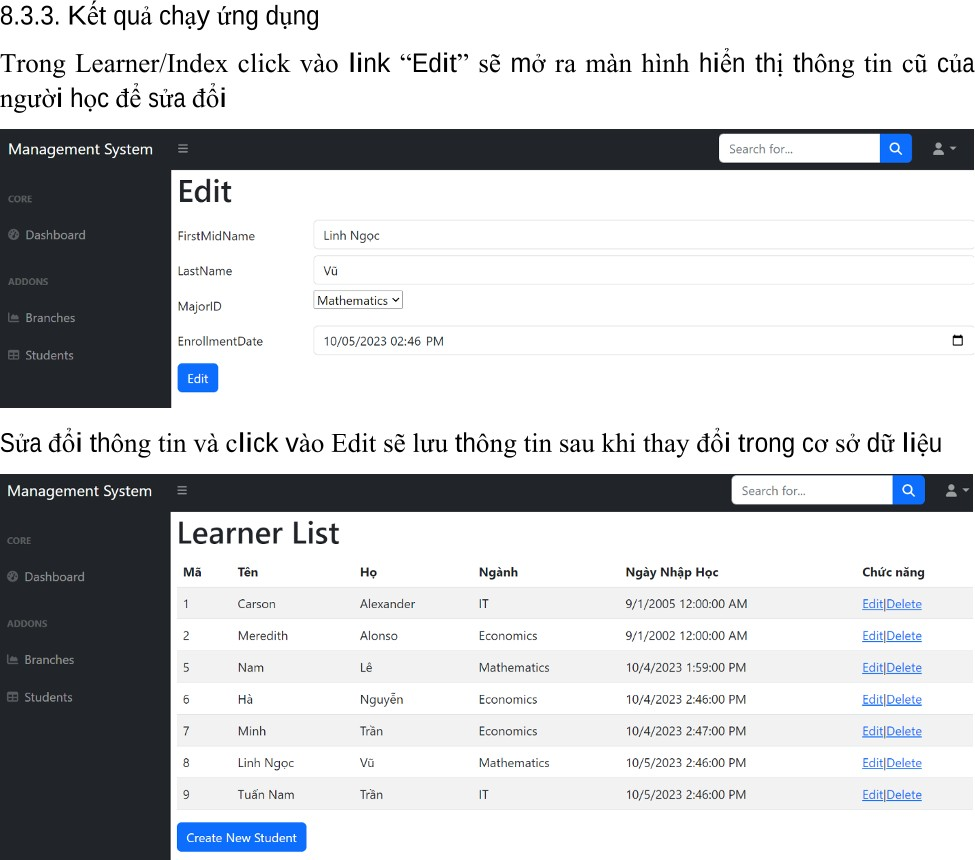 8.3.3. Kết quả chạy ứng dụng
Trong Learner/Index click vào link “Edit” sẽ mở ra màn hình hiển thị thông tin cũ của
người học để sửa đổi
Management System Search for...
CORE
Edit
Dashboard
FirstMidName Linh Ngọc
LastName Vũ
ADDONS
MajorID Mathematics
Branches
EnrollmentDate 10/05/2023 02:46 PM
Students
Edit
Sửa đổi thông tin và click vào Edit sẽ lưu thông tin sau khi thay đổi trong cơ sở dữ liệu
Management System Search for...
CORE
Dashboard
ADDONS
Branches
Students
Learner List
Mã Tên Họ Ngành Ngày Nhập Học Chức năng
1 Carson Alexander IT 9/1/2005 12:00:00 AM Edit|Delete
2 Meredith Alonso Economics 9/1/2002 12:00:00 AM Edit|Delete
5 Nam Lê Mathematics 10/4/2023 1:59:00 PM Edit|Delete
6 Hà Nguyễn Economics 10/4/2023 2:46:00 PM Edit|Delete
7 Minh Trần Economics 10/4/2023 2:47:00 PM Edit|Delete
8 Linh Ngọc Vũ Mathematics 10/5/2023 2:46:00 PM Edit|Delete
9 Tuấn Nam Trần IT 10/5/2023 2:46:00 PM Edit|Delete
Create New Student